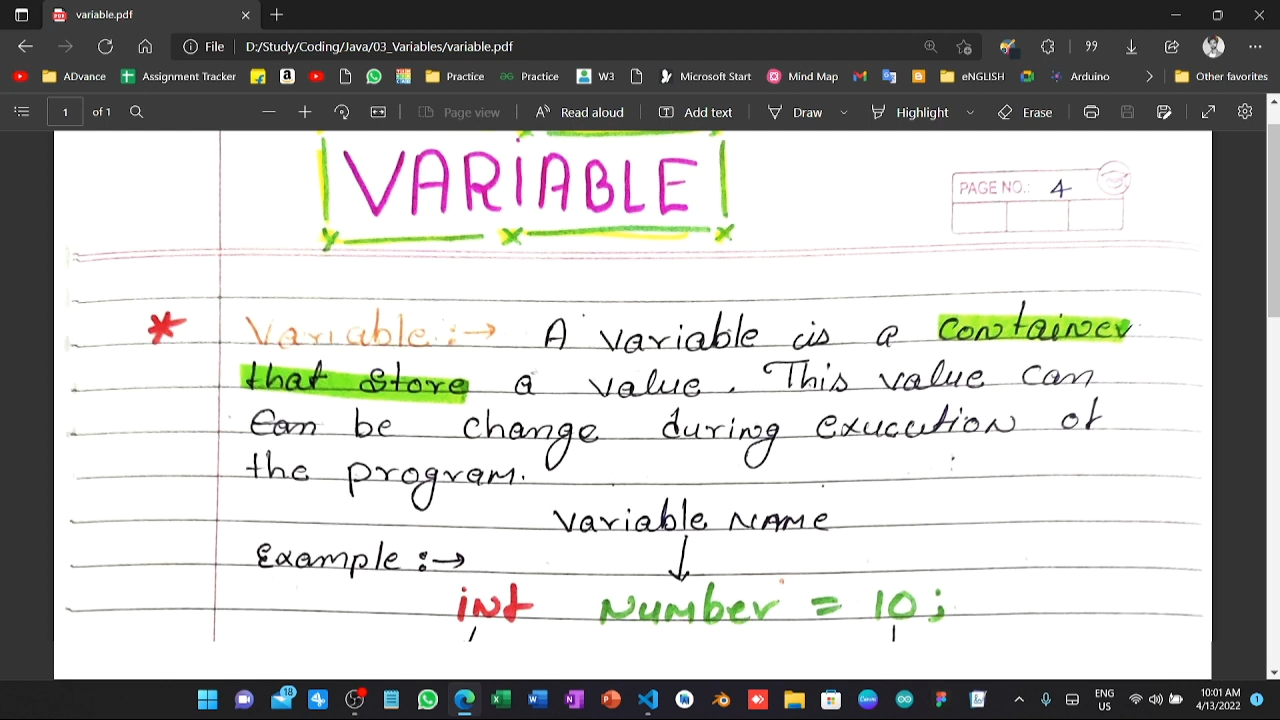 variable.pdf
File
D:/Study/Coding/Java/03_Variables/variable.pdf
ADvance
Assignment Tracker
Practice
Practice
W3
Microsoft Start
Mind Map
eNGLISH
Arduino
Other favorites
1 of 1
Page view
Read aloud
Add text
Draw
Highlight
Erase
VARiABLE
PAGE NO.: 4
* Variable :→ A variable is a container
that store a value. This value can
can be change during exucution of
the program.
variable NAME
Example :→
int Number = 10;
18
ENG
US
10:01 AM
4/13/2022